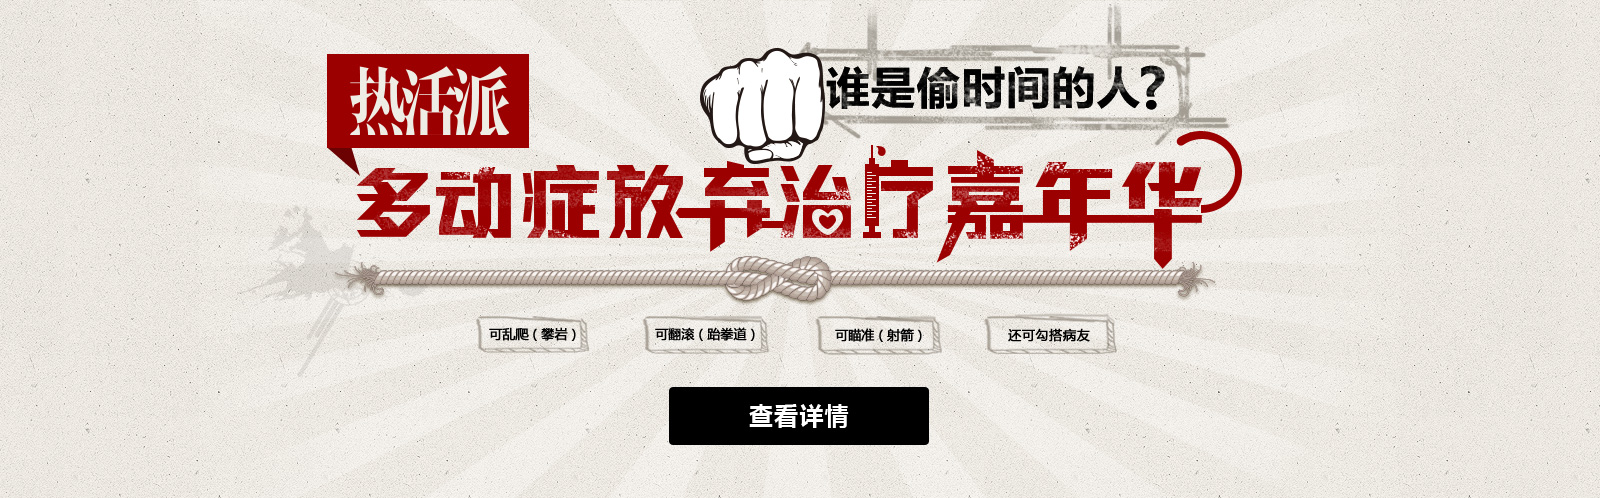 热活派
谁是偷时间的人?
多动症放弃治疗嘉年华
可乱爬（攀岩）
可翻滚（跆拳道）
可瞄准（射箭）
还可勾搭病友
查看详情